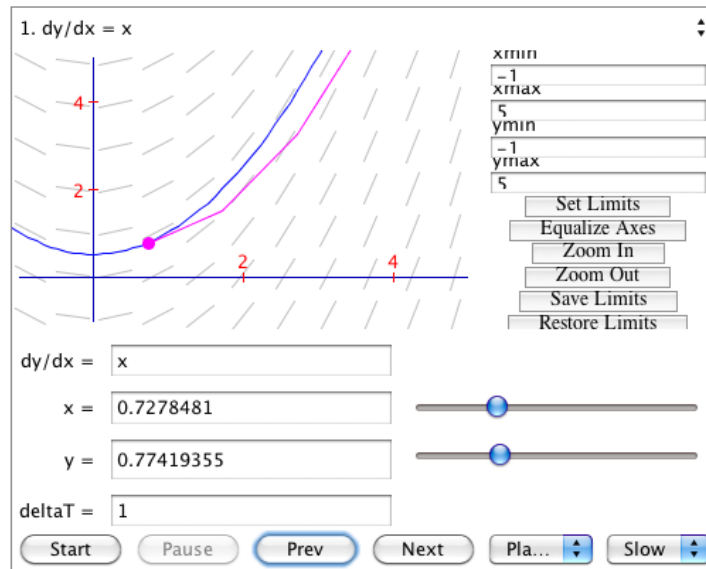 1. dy/dx = x
xmin
-1
xmax
5
ymin
-1
ymax
5
Set Limits
Equalize Axes
Zoom In
Zoom Out
Save Limits
Restore Limits
4
2
2
4
dy/dx = x
x = 0.7278481
y = 0.77419355
deltaT = 1
Start Pause Prev Next Pla... Slow